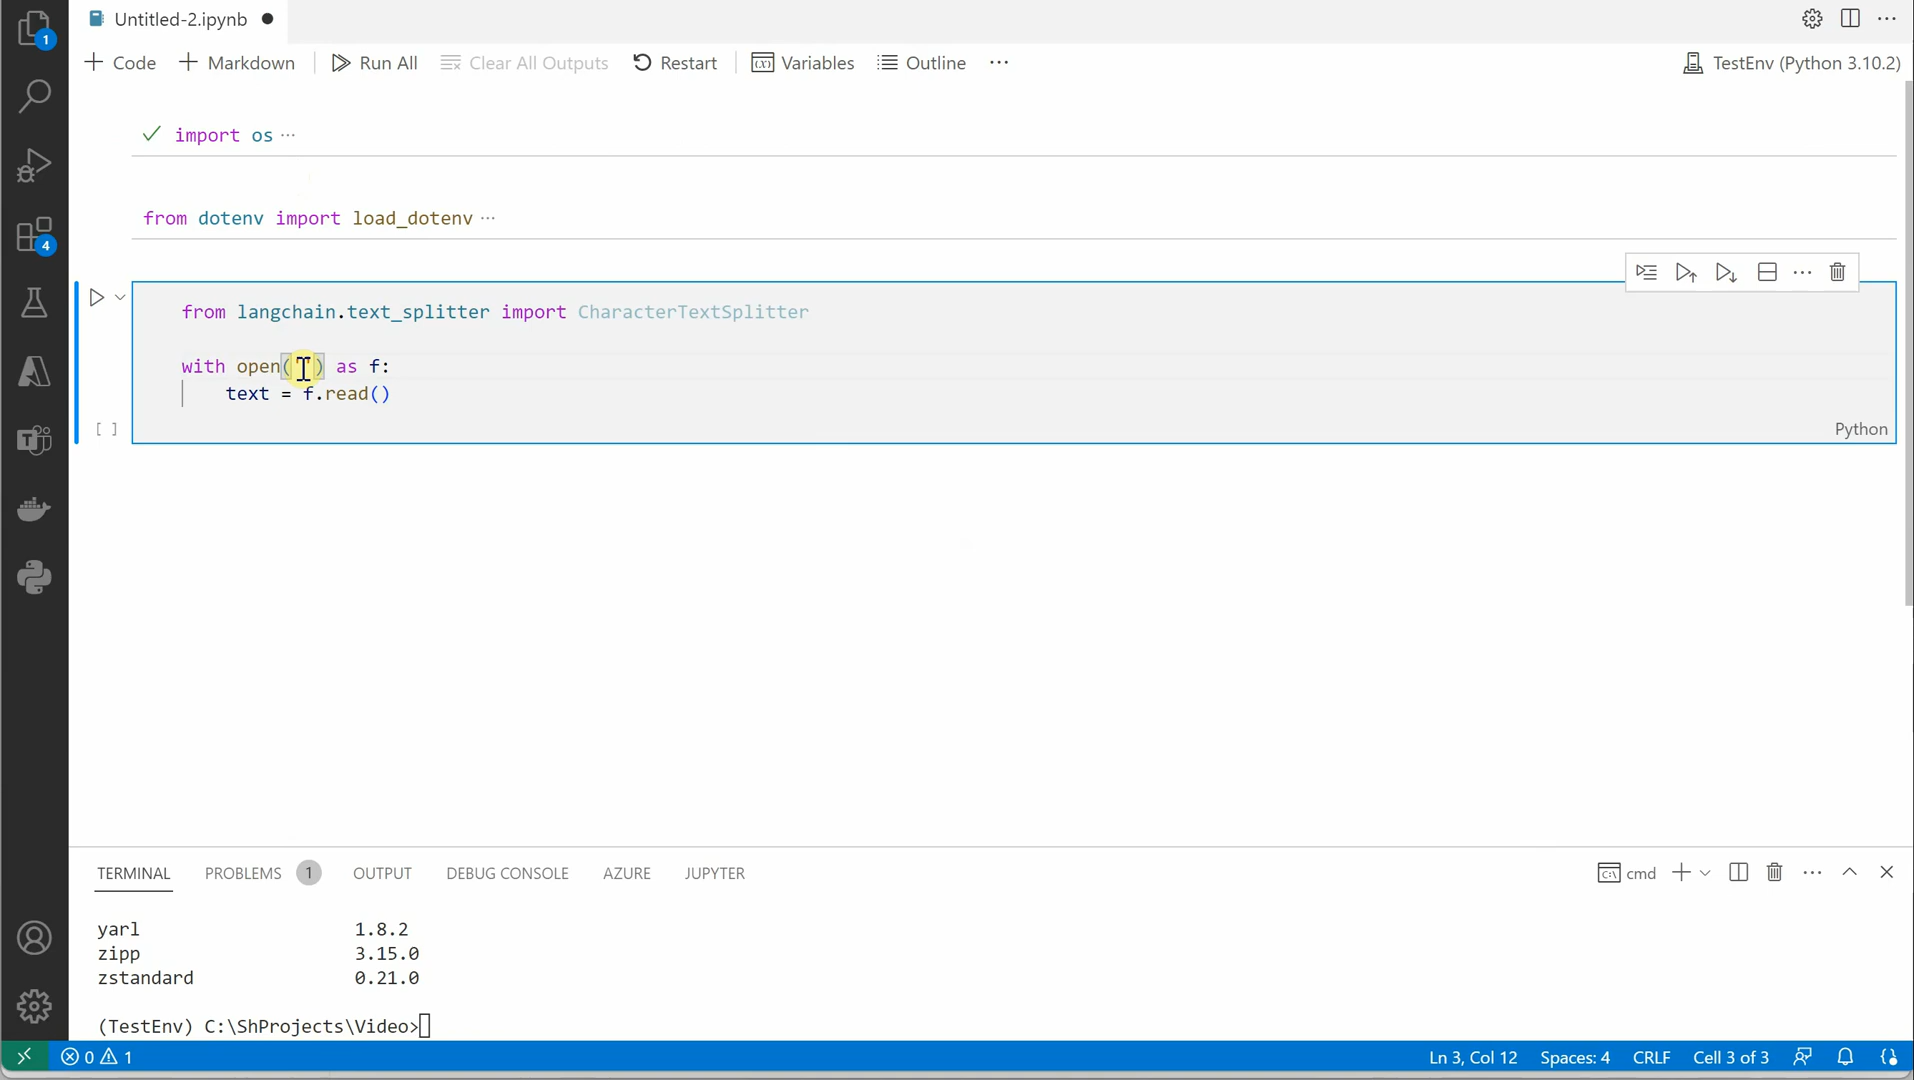 1
Untitled-2.ipynb
Code Markdown Run All Clear All Outputs Restart Variables Outline ··· TestEnv (Python 3.10.2)
import os ···
from dotenv import load_dotenv ···
from langchain.text_splitter import CharacterTextSplitter
with open( ) as f:
text = f.read()
[ ]
Python
4
TERMINAL PROBLEMS 1 OUTPUT DEBUG CONSOLE AZURE JUPYTER cmd
yarl 1.8.2
zipp 3.15.0
zstandard 0.21.0
(TestEnv) C:\ShProjects\Video>
0 1 Ln 3, Col 12 Spaces: 4 CRLF Cell 3 of 3